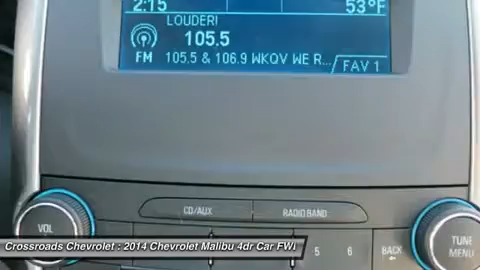 2:15 53°F
LOUDER!
105.5
FM 105.5 & 106.9 WKQV WE R... FAV 1
CD/AUX RADIO BAND
VOL 5 6 BACK TUNE
MENU
Crossroads Chevrolet : 2014 Chevrolet Malibu 4dr Car FWI